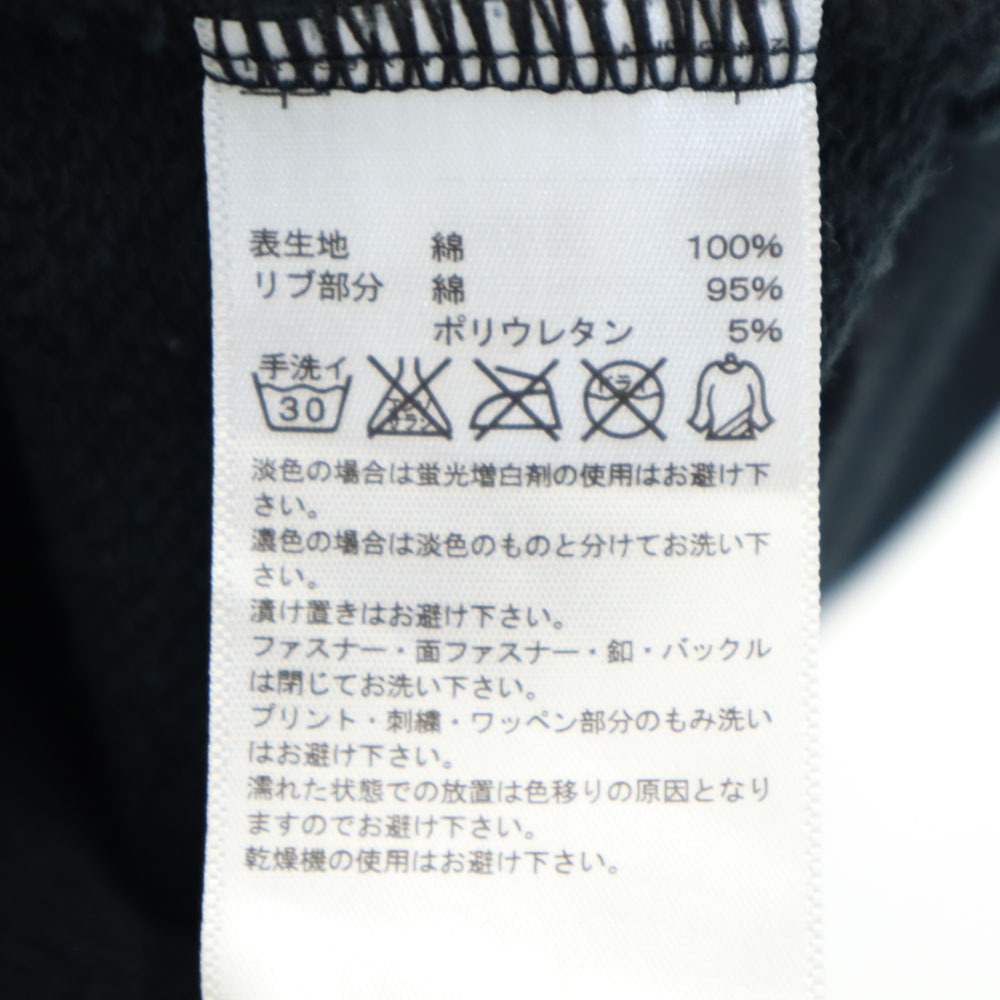 表生地 綿 100%
リブ部分 綿 95%
ポリウレタン 5%
手洗イ
30
ドライ
淡色の場合は蛍光増白剤の使用はお避け下
さい。
濃色の場合は淡色のものと分けてお洗い下
さい。
漬け置きはお避け下さい。
ファスナー・面ファスナー・釦・バックル
は閉じてお洗い下さい。
プリント・刺繍・ワッペン部分のもみ洗い
はお避け下さい。
濡れた状態での放置は色移りの原因となり
ますのでお避け下さい。
乾燥機の使用はお避け下さい。